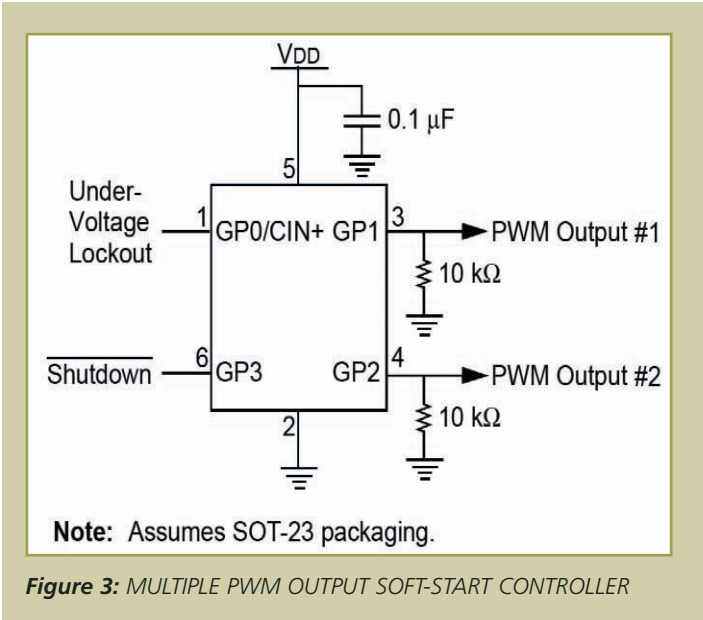 VDD
0.1 µF
5
Under-
Voltage
Lockout
1
GP0/CIN+ GP1
3
PWM Output #1
10 kΩ
Shutdown
6
GP3
GP2
4
PWM Output #2
10 kΩ
2
Note: Assumes SOT-23 packaging.
Figure 3: MULTIPLE PWM OUTPUT SOFT-START CONTROLLER